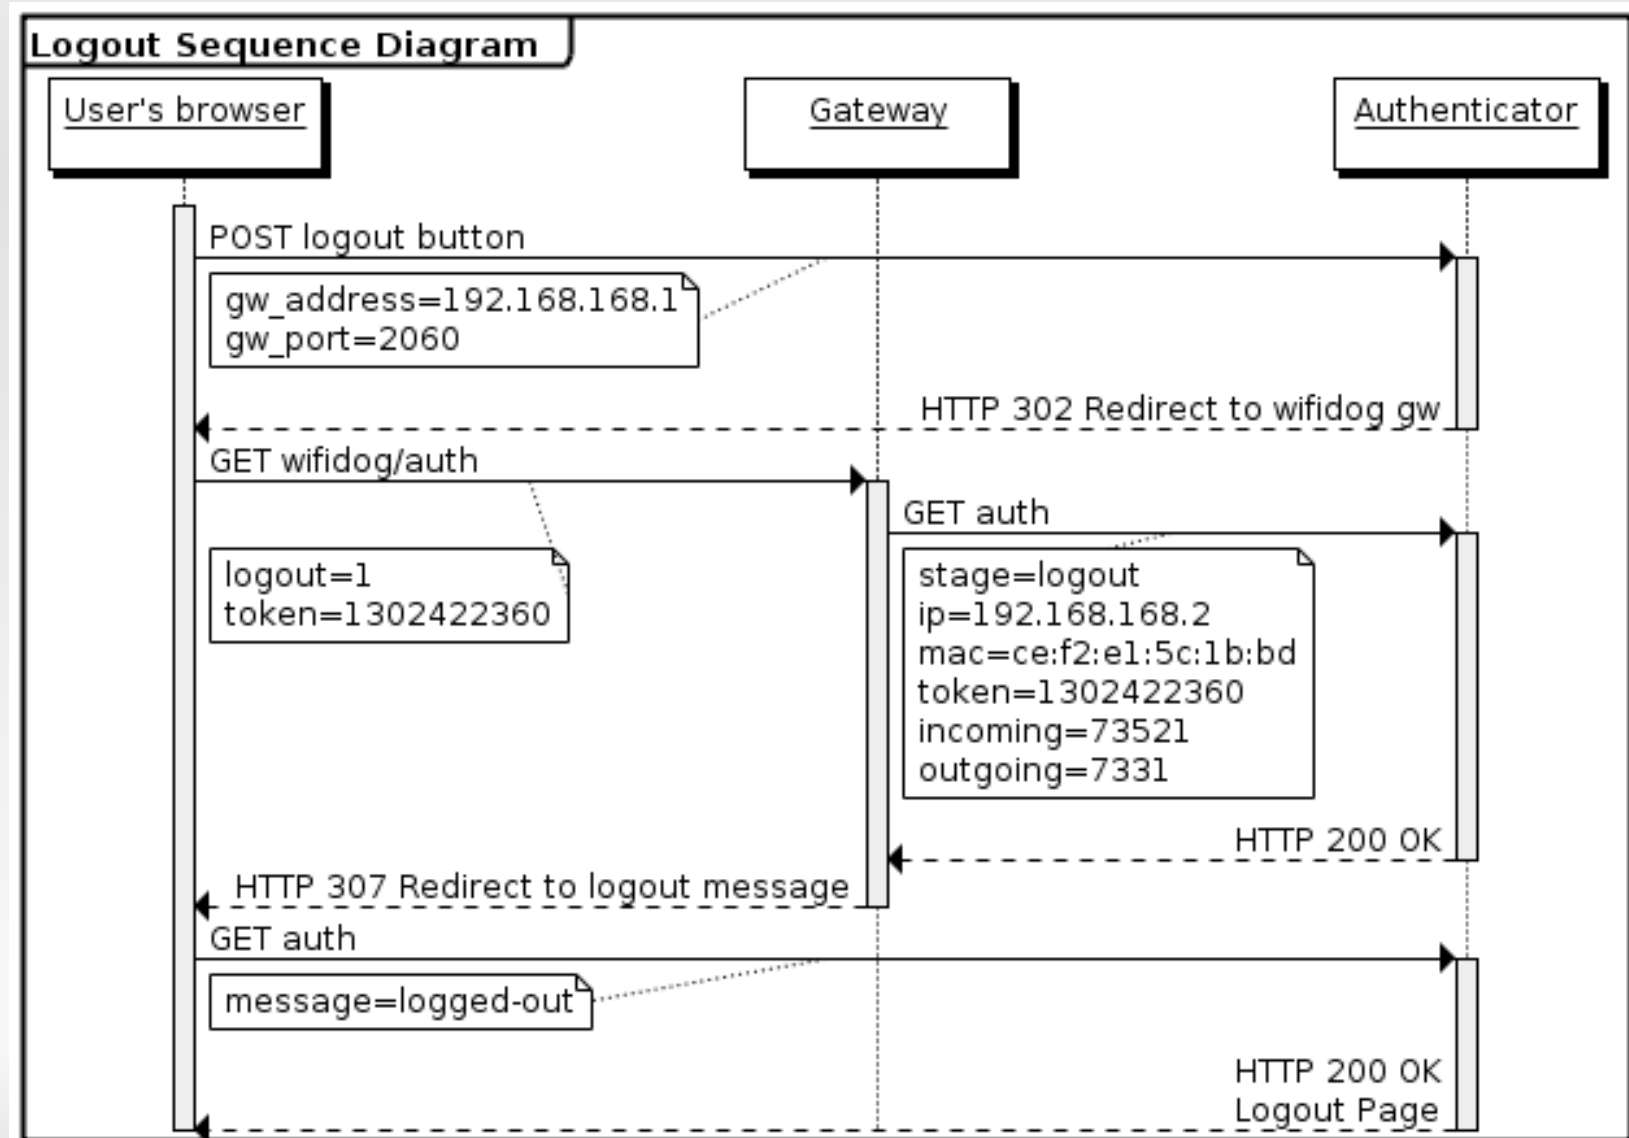 Logout Sequence Diagram
User's browser
Gateway
Authenticator
POST logout button
gw_address=192.168.168.1
gw_port=2060
HTTP 302 Redirect to wifidog gw
GET wifidog/auth
GET auth
logout=1
token=1302422360
stage=logout
ip=192.168.168.2
mac=ce:f2:e1:5c:1b:bd
token=1302422360
incoming=73521
outgoing=7331
HTTP 200 OK
HTTP 307 Redirect to logout message
GET auth
message=logged-out
HTTP 200 OK
Logout Page